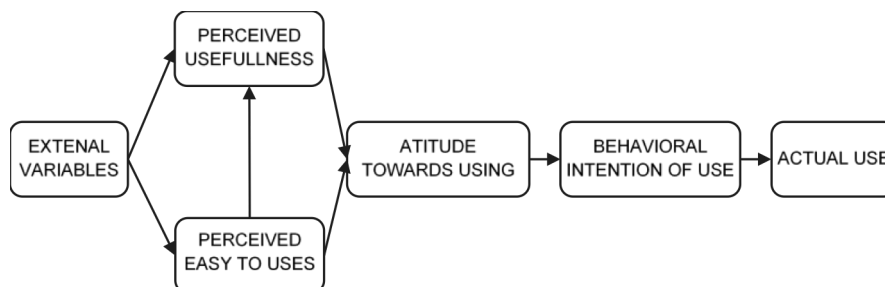 PERCEIVED
USEFULLNESS
EXTENAL
VARIABLES
ATITUDE
TOWARDS USING
BEHAVIORAL
INTENTION OF USE
ACTUAL USE
PERCEIVED
EASY TO USES